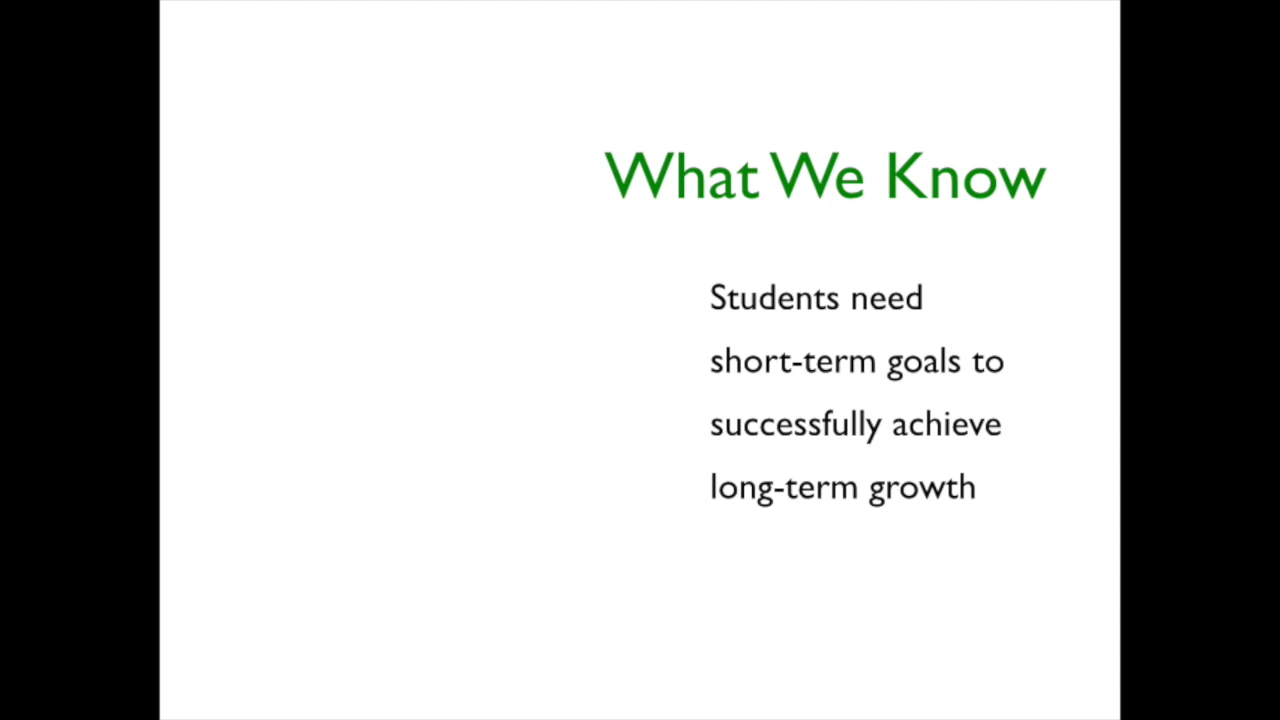 What We Know
Students need
short-term goals to
successfully achieve
long-term growth